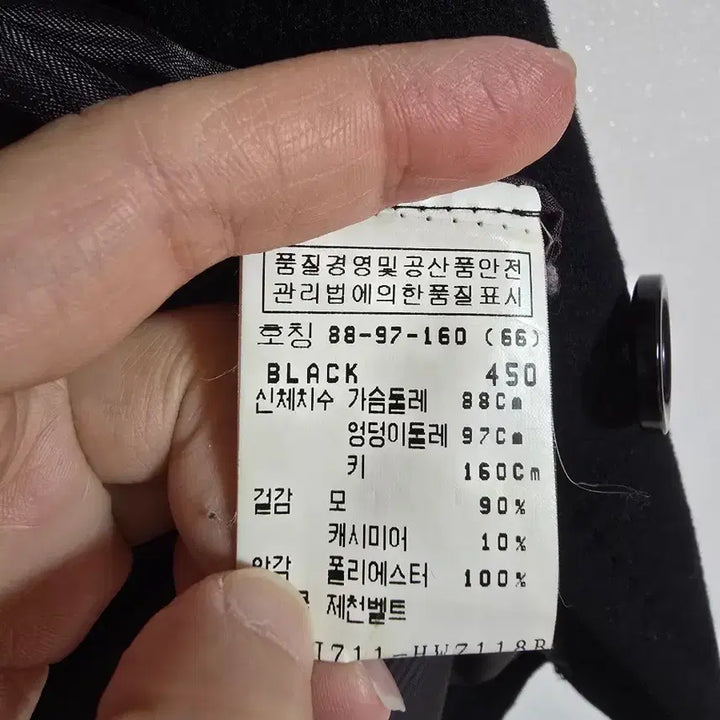 품질경영및공산품안전
관리법에의한품질표시
호칭 88-97-160 (66)
BLACK 450
신체치수 가슴둘레 88Cm
엉덩이둘레 97Cm
키 160Cm
겉감 모 90%
캐시미어 10%
안감 폴리에스터 100%
제천벨트